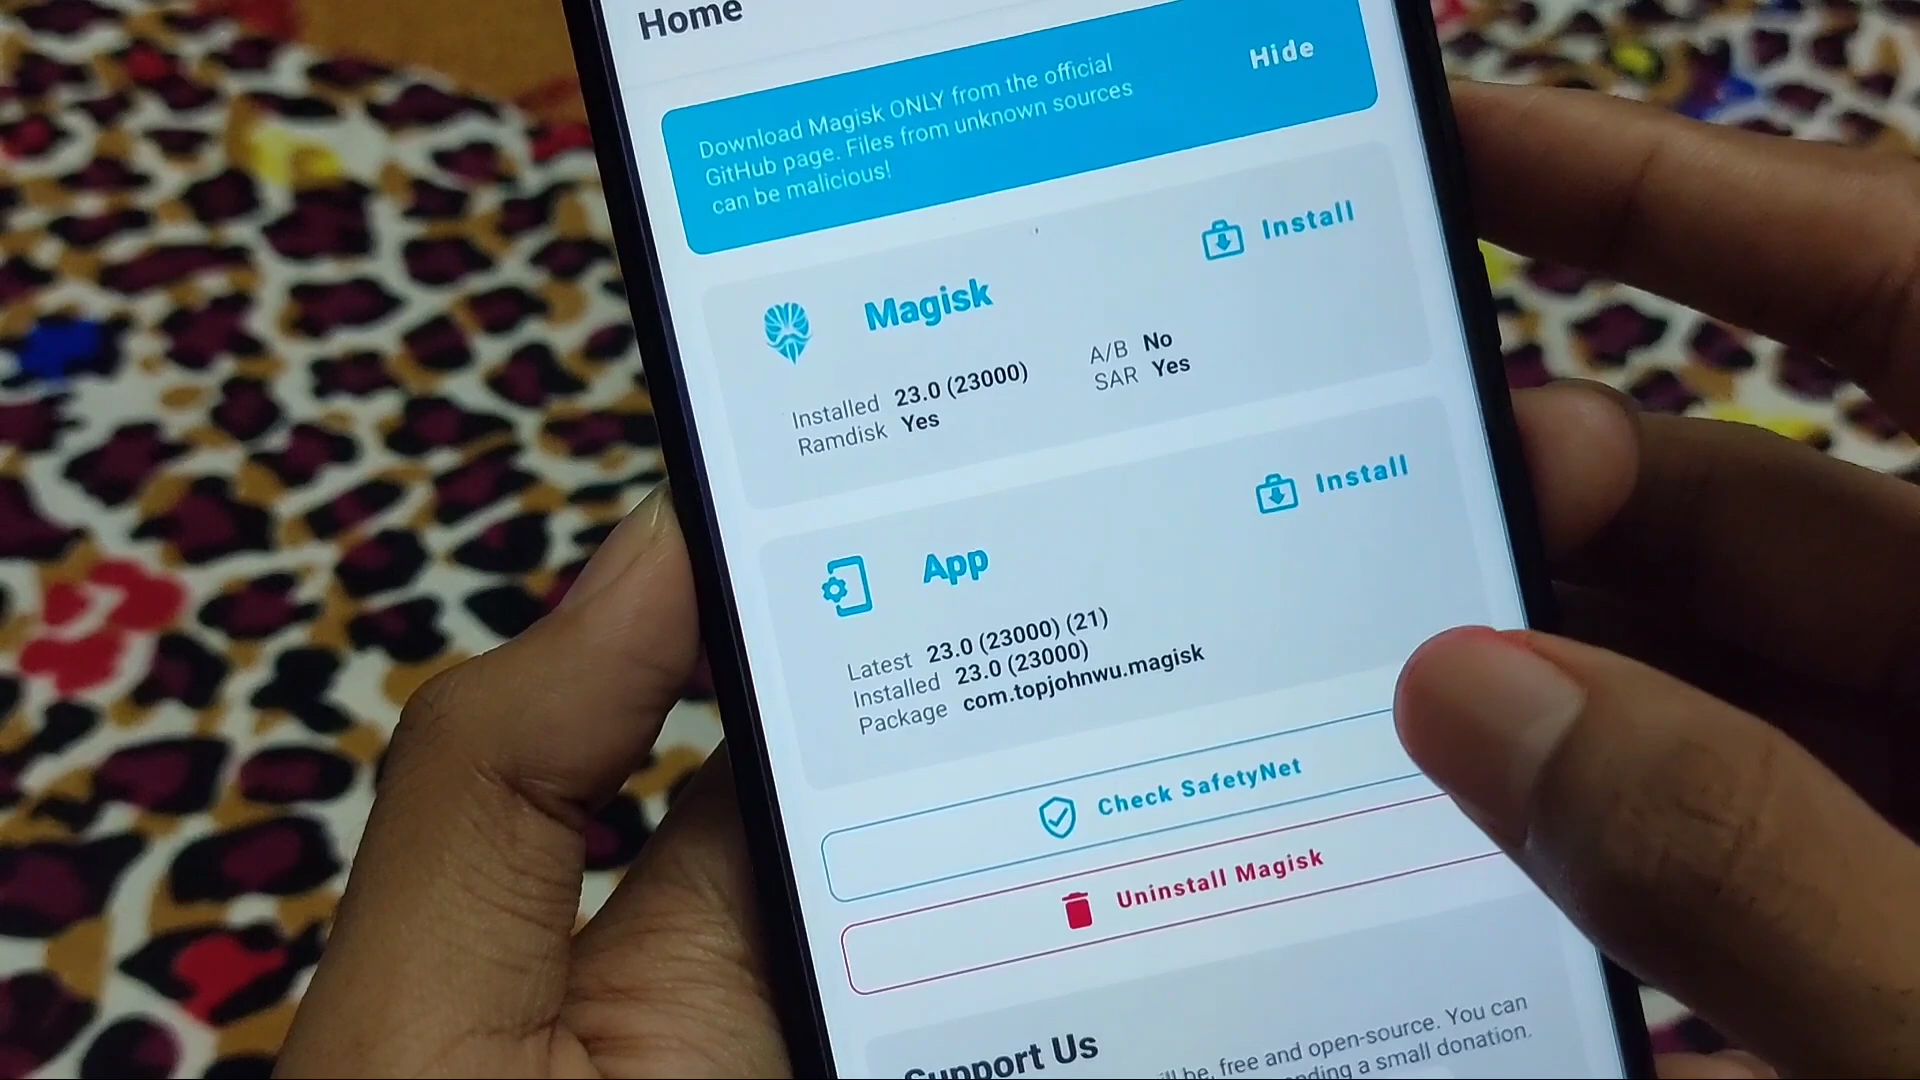 Home
Download Magisk ONLY from the official
GitHub page. Files from unknown sources
can be malicious!
Hide
Magisk
Install
Installed 23.0 (23000)
Ramdisk Yes
A/B No
SAR Yes
App
Install
Latest 23.0 (23000) (21)
Installed 23.0 (23000)
Package com.topjohnwu.magisk
Check SafetyNet
Uninstall Magisk
Support Us
be, free and open-source. You can
a small donation.